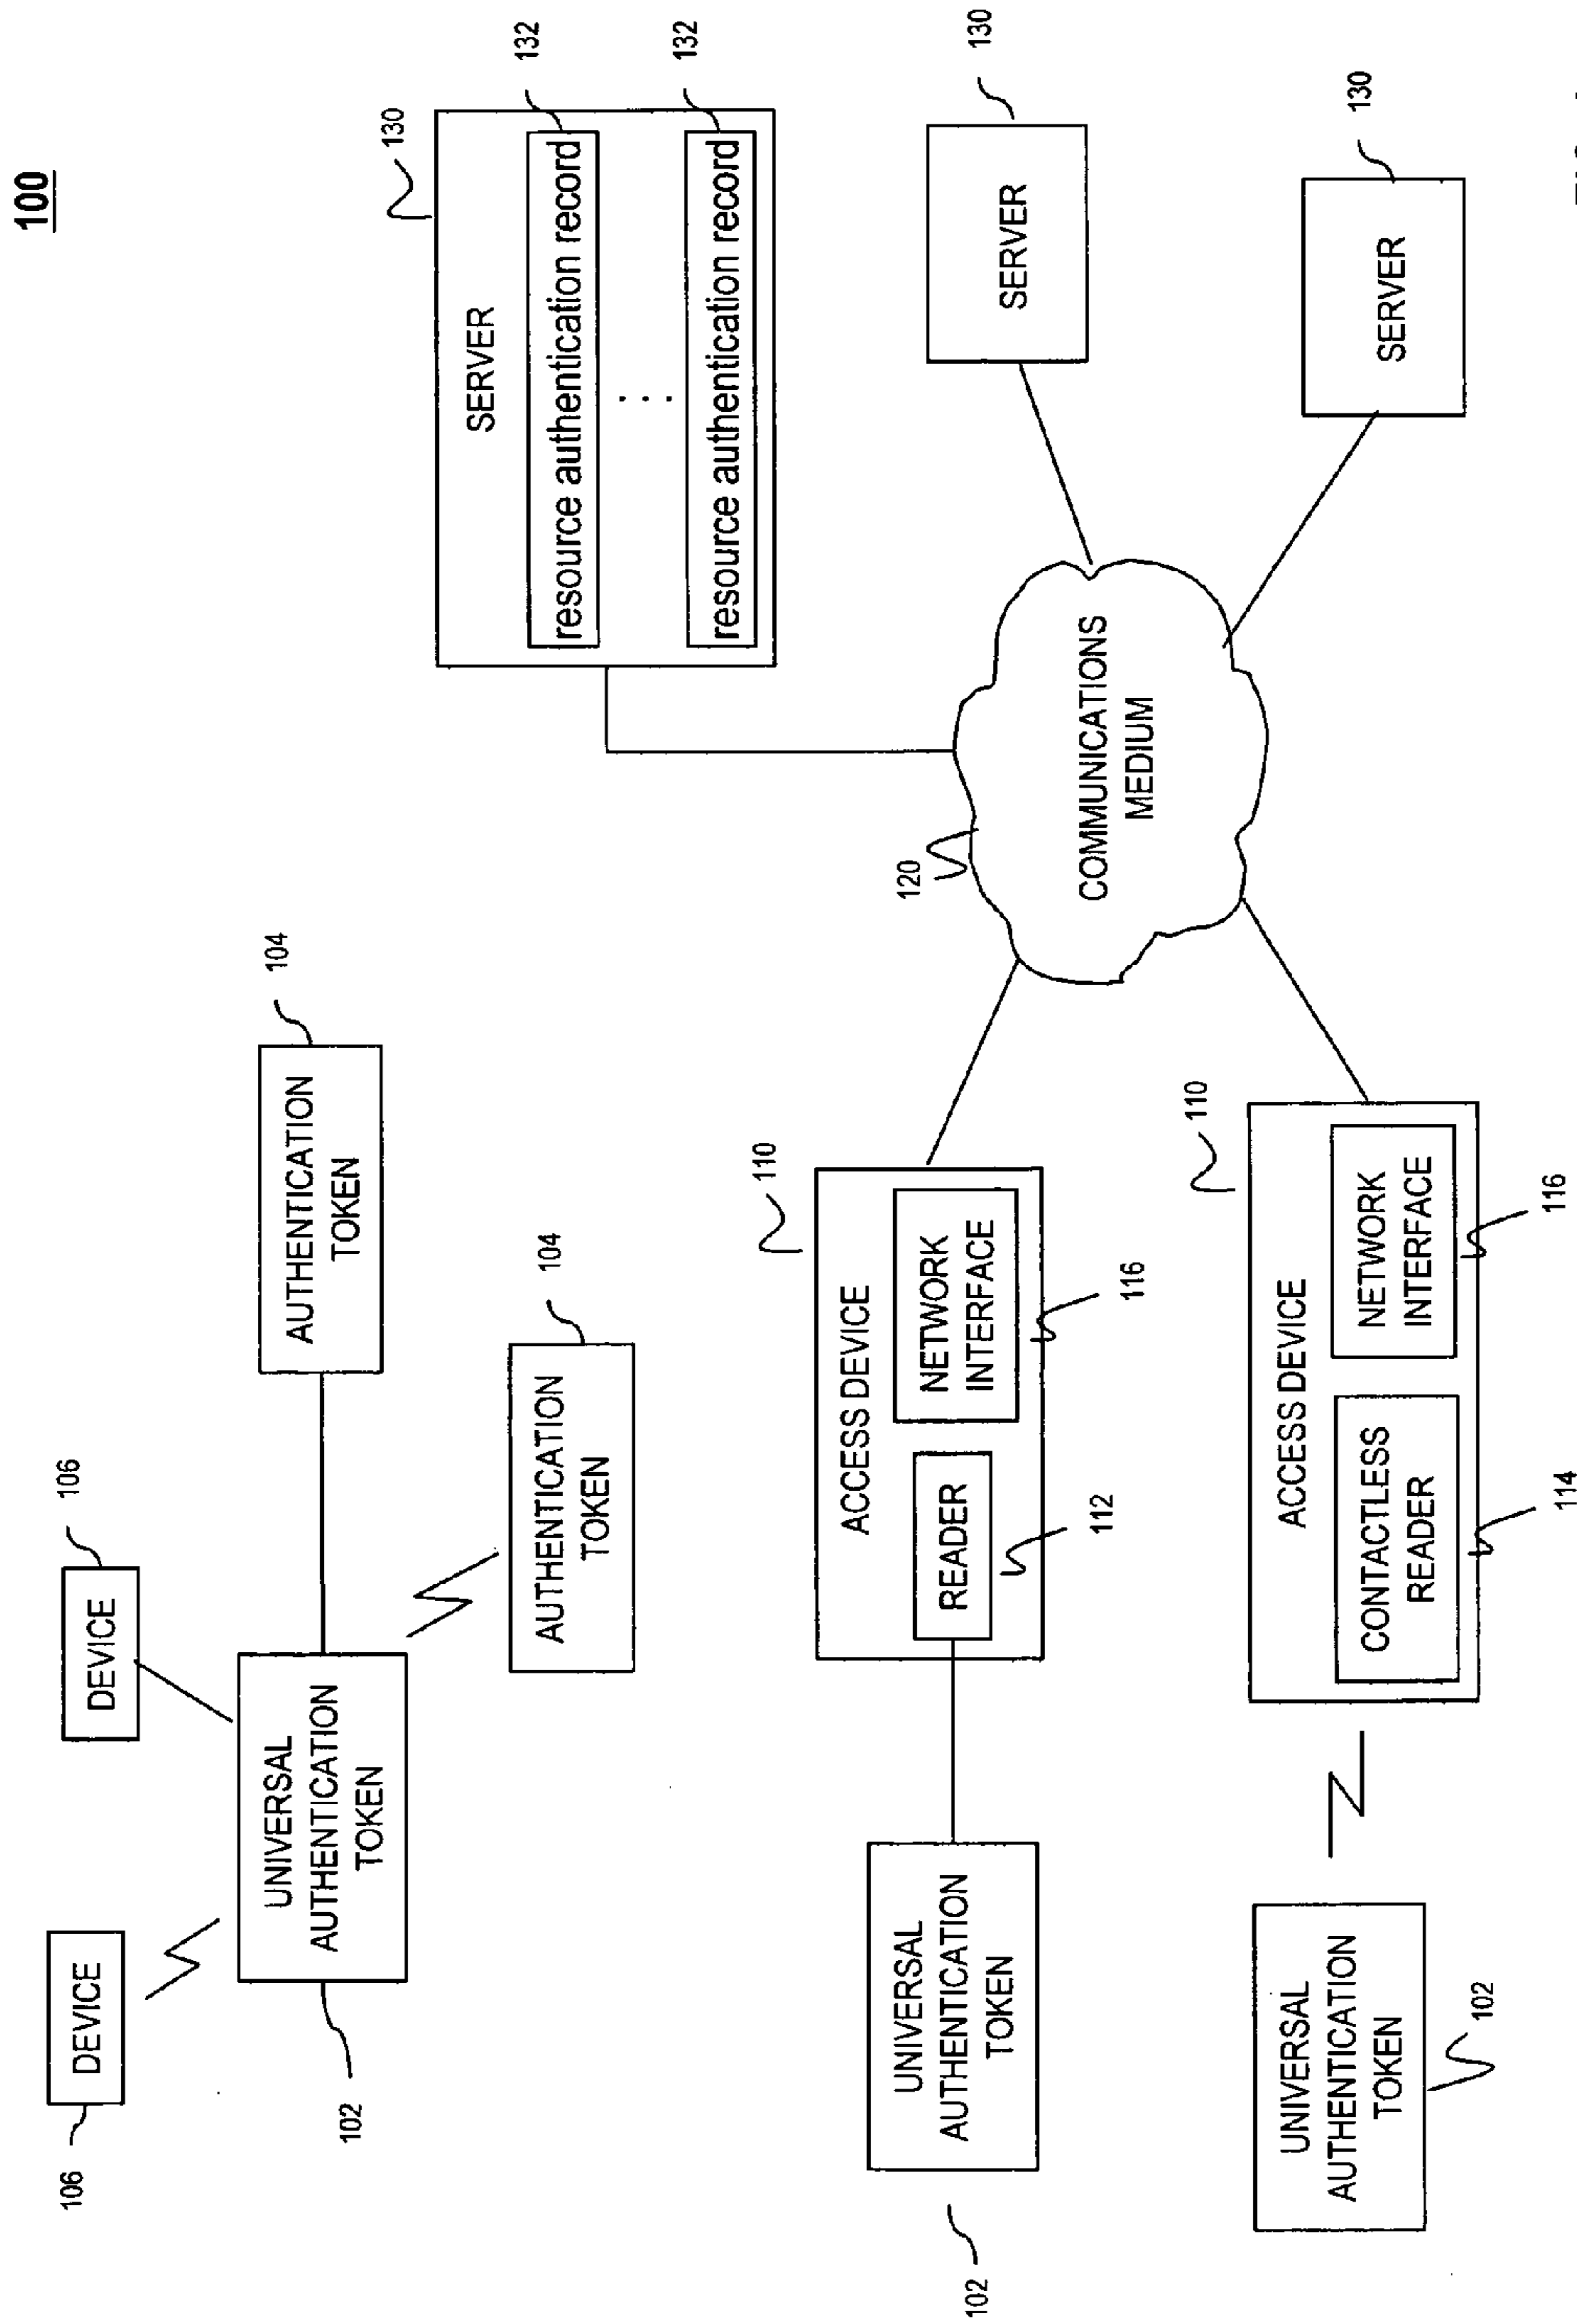 100
106
DEVICE
106
DEVICE
102
UNIVERSAL
AUTHENTICATION
TOKEN
104
AUTHENTICATION
TOKEN
104
AUTHENTICATION
TOKEN
130
SERVER
132
resource authentication record
. . .
132
resource authentication record
102
UNIVERSAL
AUTHENTICATION
TOKEN
110
ACCESS DEVICE
READER
112
NETWORK
INTERFACE
116
120
COMMUNICATIONS
MEDIUM
130
SERVER
130
SERVER
102
UNIVERSAL
AUTHENTICATION
TOKEN
110
ACCESS DEVICE
CONTACTLESS
READER
114
NETWORK
INTERFACE
116